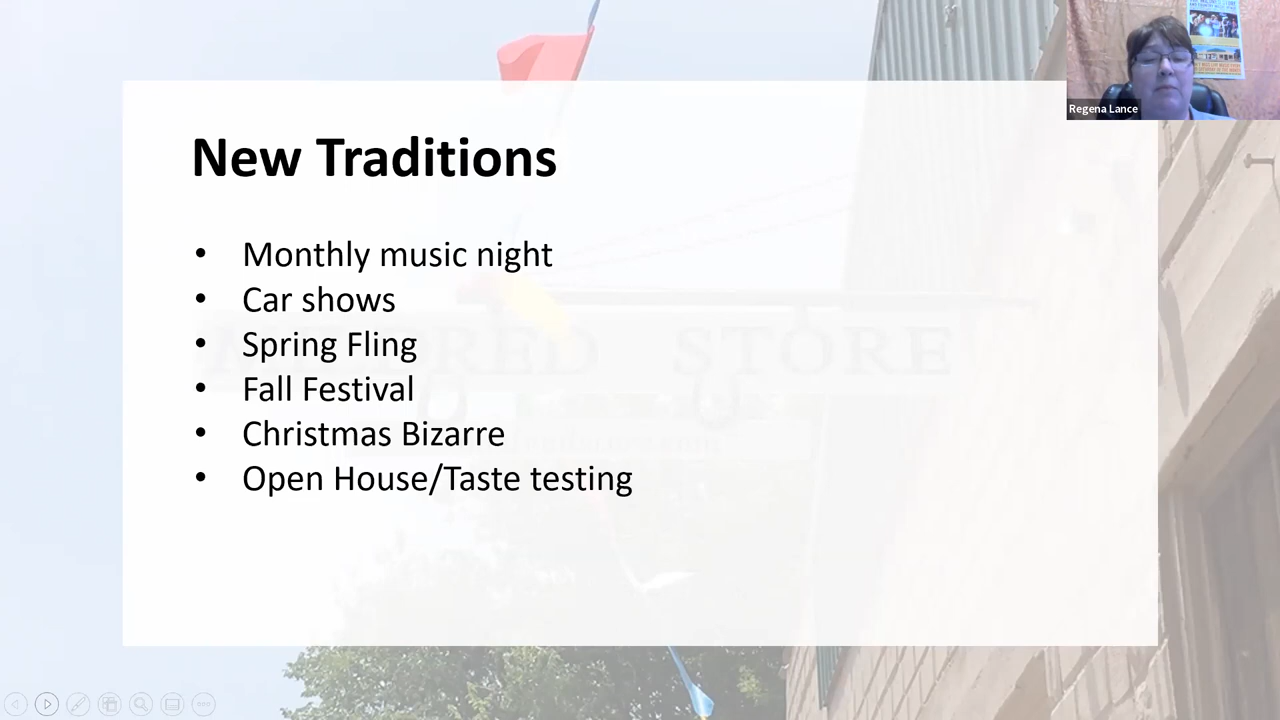 New Traditions
• Monthly music night
• Car shows
• Spring Fling
• Fall Festival
• Christmas Bizarre
• Open House/Taste testing
Regena Lance
STORE